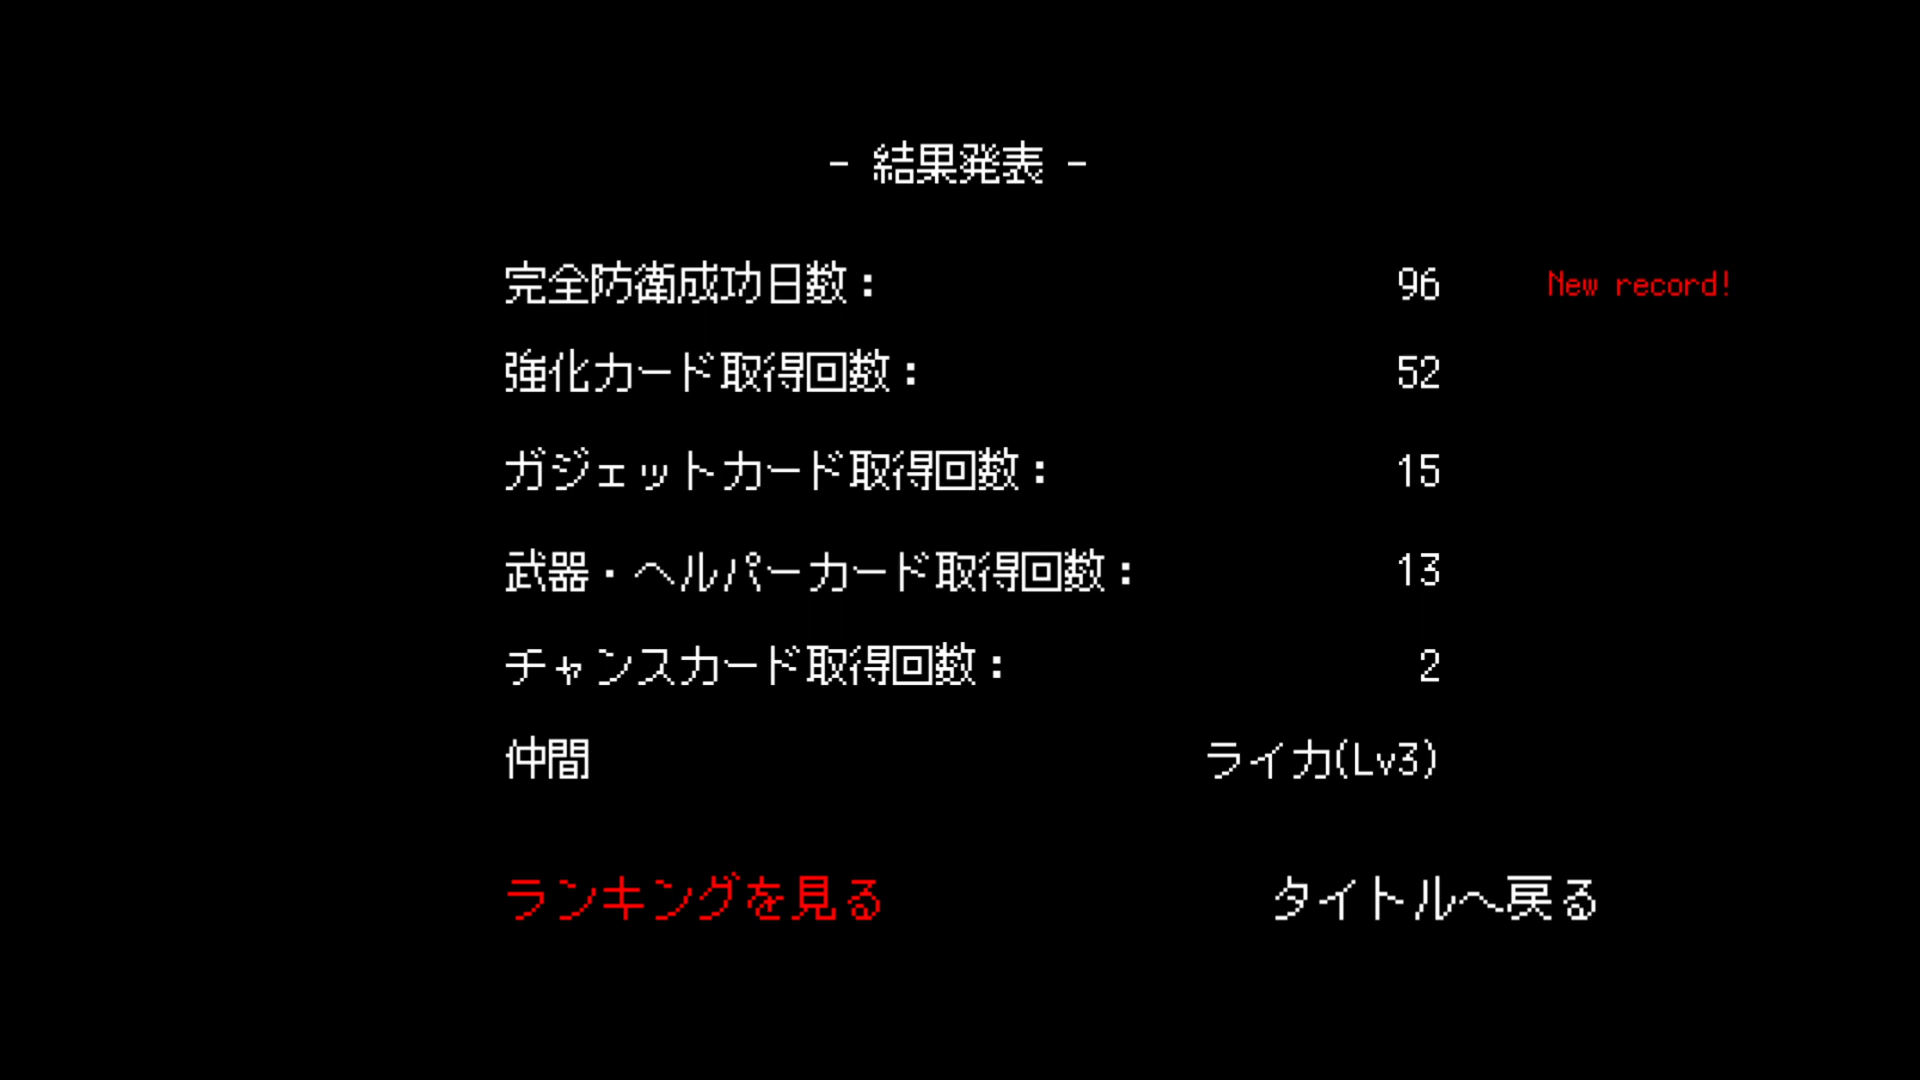 - 結果発表 -
完全防衛成功日数： 96 New record!
強化カード取得回数： 52
ガジェットカード取得回数： 15
武器・ヘルパーカード取得回数： 13
チャンスカード取得回数： 2
仲間 ライカ(Lv3)
ランキングを見る タイトルへ戻る